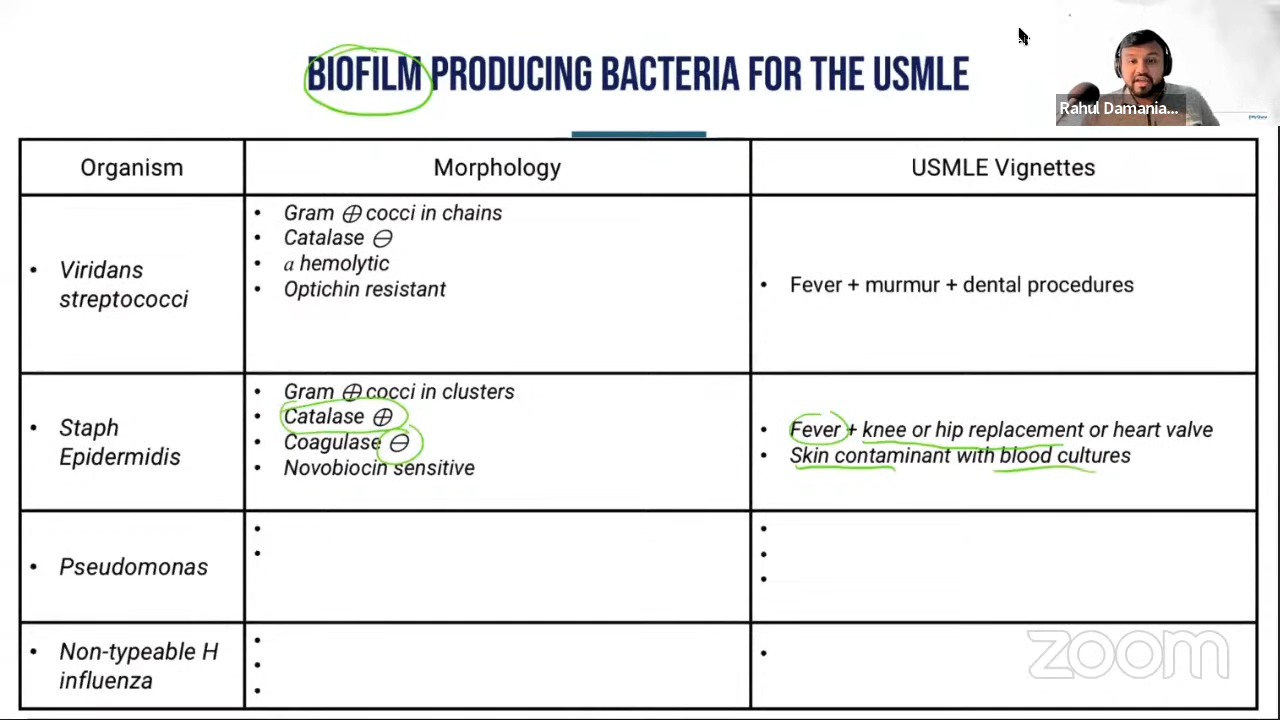 BIOFILM PRODUCING BACTERIA FOR THE USMLE
Rahul Damania...
Organism
Morphology
USMLE Vignettes
• Viridans
streptococci
• Gram ⊕ cocci in chains
• Catalase ⊖
• α hemolytic
• Optichin resistant
• Fever + murmur + dental procedures
• Staph
Epidermidis
• Gram ⊕ cocci in clusters
• Catalase ⊕
• Coagulase ⊖
• Novobiocin sensitive
• Fever + knee or hip replacement or heart valve
• Skin contaminant with blood cultures
• Pseudomonas
• Non-typeable H
influenza
zoom